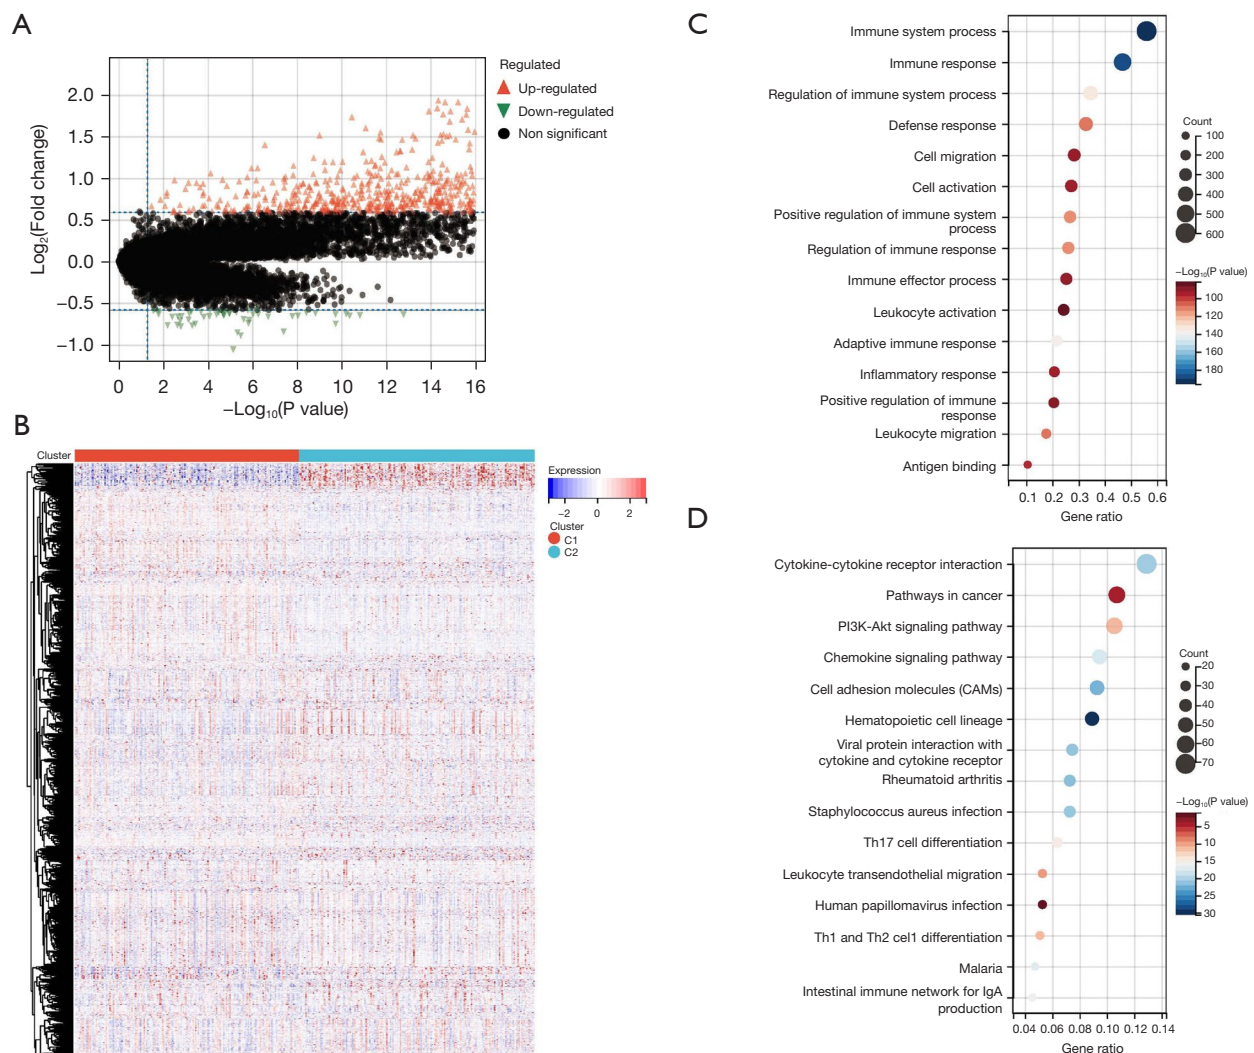 A
Regulated
Up-regulated
Down-regulated
Non significant
Log2(Fold change)
2.0
1.5
1.0
0.5
0.0
−0.5
−1.0
0 2 4 6 8 10 12 14 16
−Log10(P value)
B
Cluster
Expression
−2 0 2
Cluster
C1
C2
C
Immune system process
Immune response
Regulation of immune system process
Defense response
Cell migration
Cell activation
Positive regulation of immune system
process
Regulation of immune response
Immune effector process
Leukocyte activation
Adaptive immune response
Inflammatory response
Positive regulation of immune
response
Leukocyte migration
Antigen binding
0.1 0.2 0.3 0.4 0.5 0.6
Gene ratio
Count
100
200
300
400
500
600
−Log10(P value)
100
120
140
160
180
D
Cytokine-cytokine receptor interaction
Pathways in cancer
PI3K-Akt signaling pathway
Chemokine signaling pathway
Cell adhesion molecules (CAMs)
Hematopoietic cell lineage
Viral protein interaction with
cytokine and cytokine receptor
Rheumatoid arthritis
Staphylococcus aureus infection
Th17 cell differentiation
Leukocyte transendothelial migration
Human papillomavirus infection
Th1 and Th2 cel1 differentiation
Malaria
Intestinal immune network for IgA
production
0.04 0.06 0.08 0.10 0.12 0.14
Gene ratio
Count
20
30
40
50
60
70
−Log10(P value)
5
10
15
20
25
30